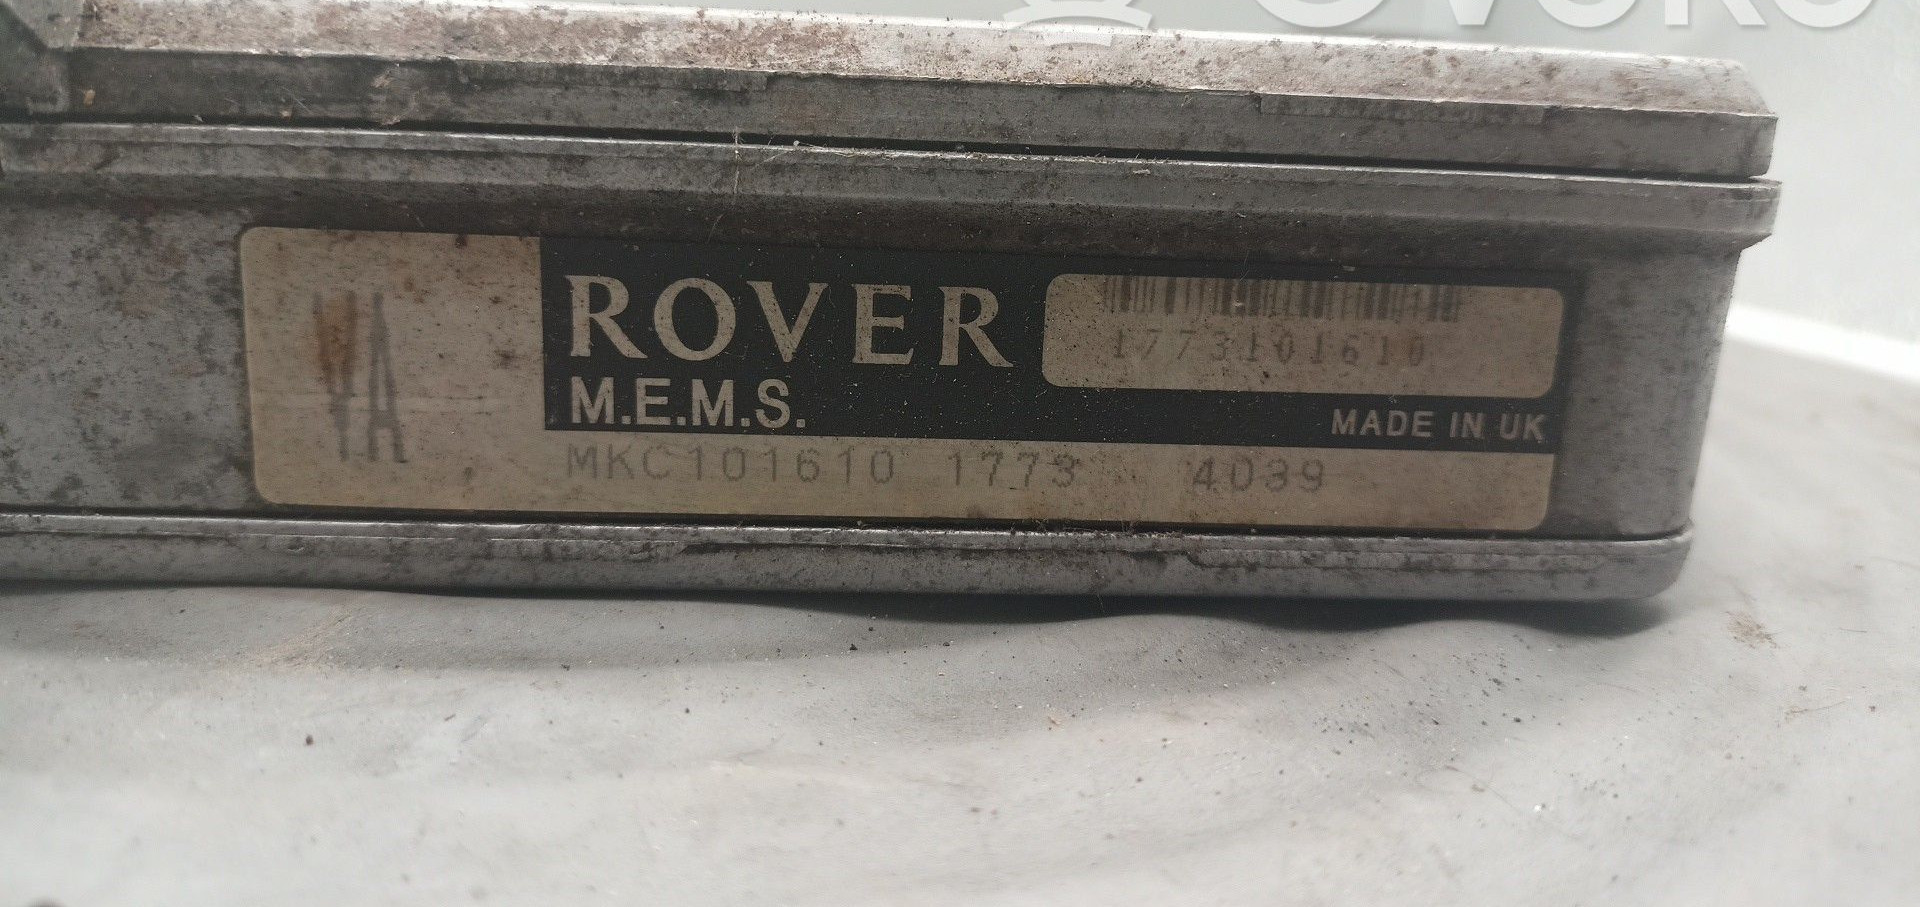 YA
ROVER
1773101610
M.E.M.S.
MADE IN UK
MKC101610 1773 4039